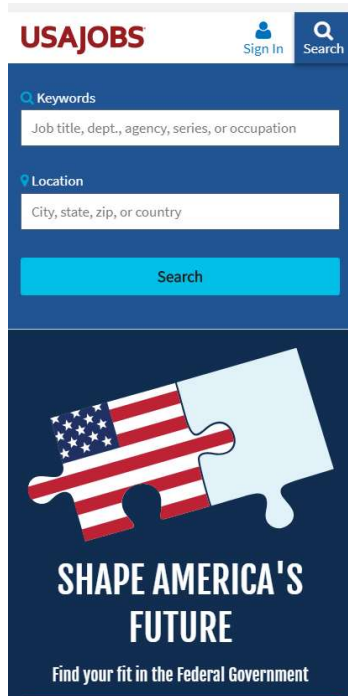 USAJOBS
Sign In
Search
Keywords
Job title, dept., agency, series, or occupation
Location
City, state, zip, or country
Search
SHAPE AMERICA'S
FUTURE
Find your fit in the Federal Government